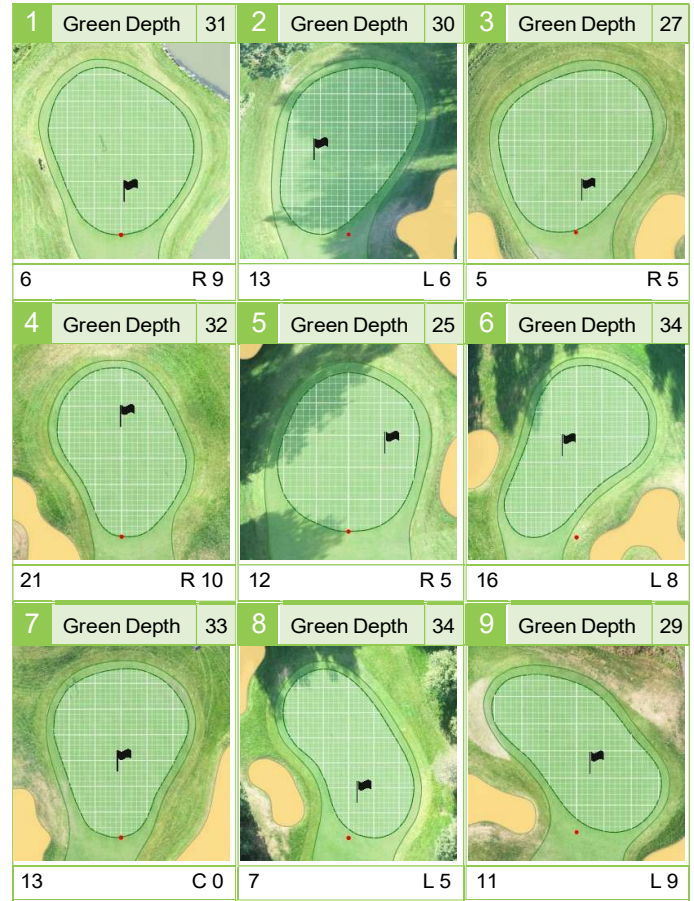 1 Green Depth 31 2 Green Depth 30 3 Green Depth 27
6 R 9 13 L 6 5 R 5
4 Green Depth 32 5 Green Depth 25 6 Green Depth 34
21 R 10 12 R 5 16 L 8
7 Green Depth 33 8 Green Depth 34 9 Green Depth 29
13 C 0 7 L 5 11 L 9